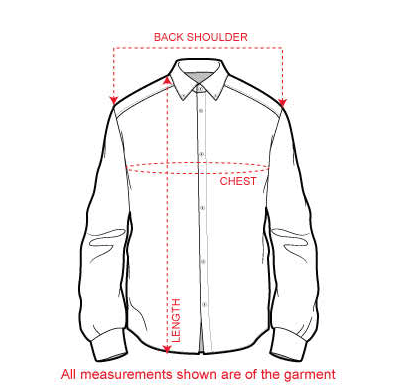 BACK SHOULDER
CHEST
LENGTH
All measurements shown are of the garment